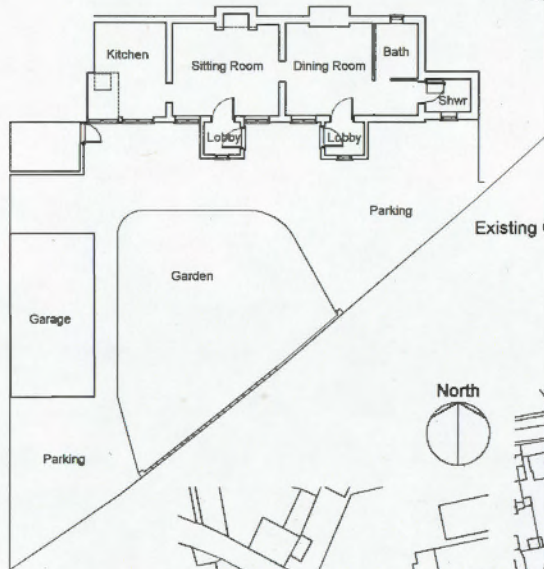 Kitchen
Sitting Room
Dining Room
Bath
Shwr
Lobby
Lobby
Parking
Existing
Garden
Garage
North
Parking